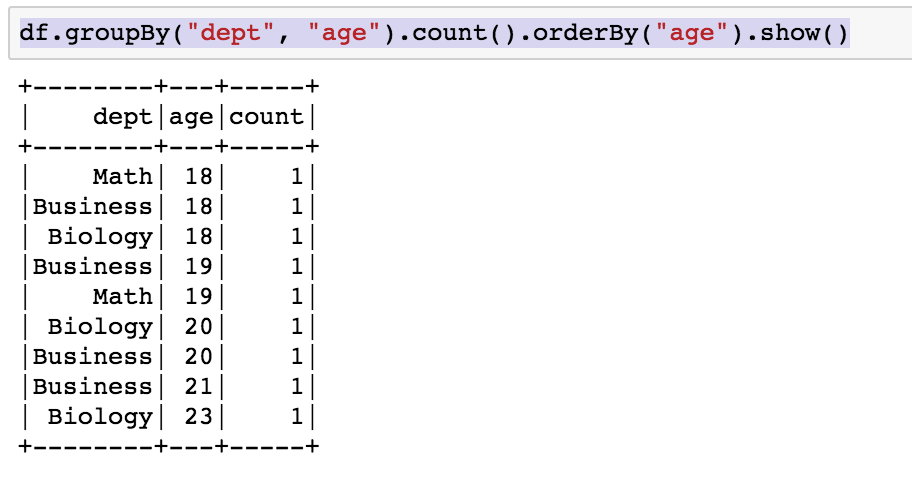 df.groupBy("dept", "age").count().orderBy("age").show()
+--------+---+-----+
|    dept|age|count|
+--------+---+-----+
|    Math| 18|    1|
|Business| 18|    1|
| Biology| 18|    1|
|Business| 19|    1|
|    Math| 19|    1|
| Biology| 20|    1|
|Business| 20|    1|
|Business| 21|    1|
| Biology| 23|    1|
+--------+---+-----+